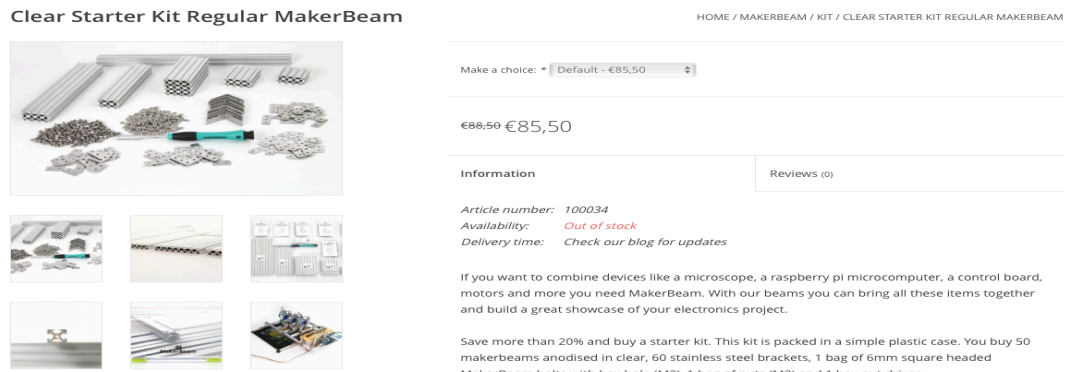 Clear Starter Kit Regular MakerBeam
HOME / MAKERBEAM / KIT / CLEAR STARTER KIT REGULAR MAKERBEAM
Make a choice: * Default - €85,50
€88,50 €85,50
Information
Reviews (0)
Article number: 100034
Availability: Out of stock
Delivery time: Check our blog for updates
If you want to combine devices like a microscope, a raspberry pi microcomputer, a control board,
motors and more you need MakerBeam. With our beams you can bring all these items together
and build a great showcase of your electronics project.
Save more than 20% and buy a starter kit. This kit is packed in a simple plastic case. You buy 50
makerbeams anodised in clear, 60 stainless steel brackets, 1 bag of 6mm square headed
MakerBeam